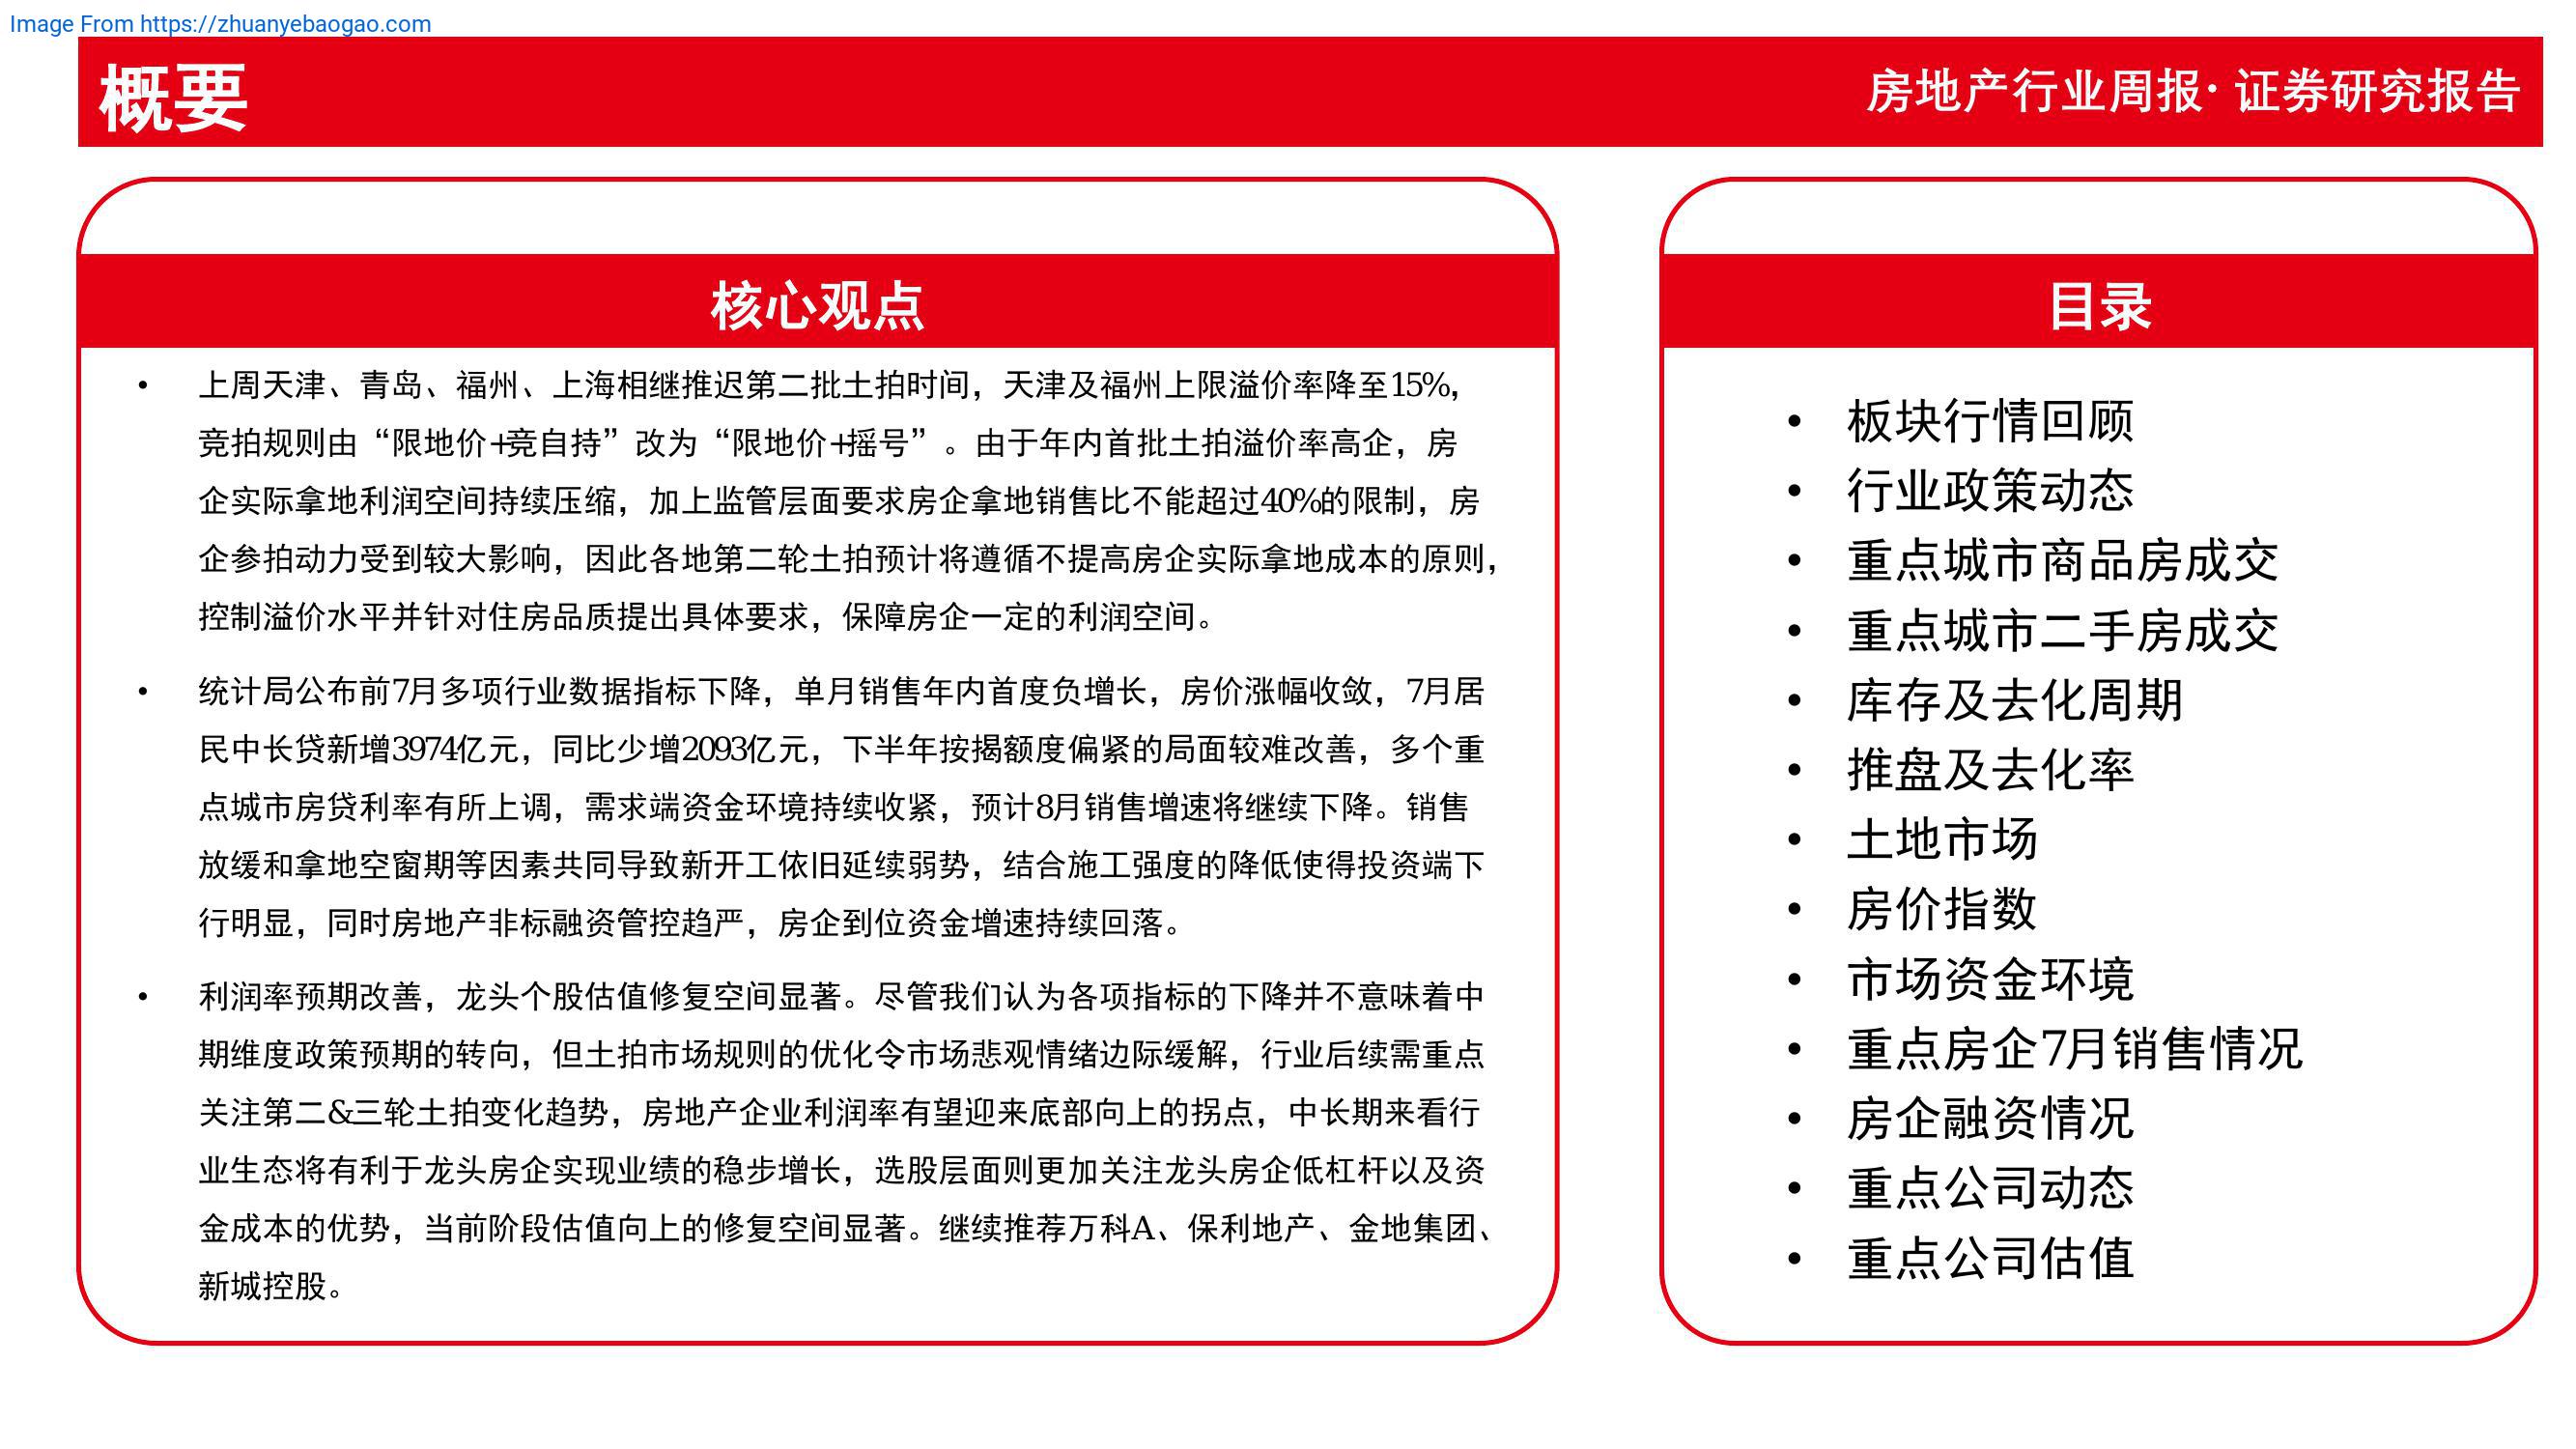 Image From https://zhuanyebaogao.com
概要
房地产行业周报· 证券研究报告
核心观点
• 上周天津、青岛、福州、上海相继推迟第二批土拍时间，天津及福州上限溢价率降至15%，
竞拍规则由“限地价+竞自持”改为“限地价+摇号”。由于年内首批土拍溢价率高企，房
企实际拿地利润空间持续压缩，加上监管层面要求房企拿地销售比不能超过40%的限制，房
企参拍动力受到较大影响，因此各地第二轮土拍预计将遵循不提高房企实际拿地成本的原则，
控制溢价水平并针对住房品质提出具体要求，保障房企一定的利润空间。
• 统计局公布前7月多项行业数据指标下降，单月销售年内首度负增长，房价涨幅收敛，7月居
民中长贷新增3974亿元，同比少增2093亿元，下半年按揭额度偏紧的局面较难改善，多个重
点城市房贷利率有所上调，需求端资金环境持续收紧，预计8月销售增速将继续下降。销售
放缓和拿地空窗期等因素共同导致新开工依旧延续弱势，结合施工强度的降低使得投资端下
行明显，同时房地产非标融资管控趋严，房企到位资金增速持续回落。
• 利润率预期改善，龙头个股估值修复空间显著。尽管我们认为各项指标的下降并不意味着中
期维度政策预期的转向，但土拍市场规则的优化令市场悲观情绪边际缓解，行业后续需重点
关注第二&三轮土拍变化趋势，房地产企业利润率有望迎来底部向上的拐点，中长期来看行
业生态将有利于龙头房企实现业绩的稳步增长，选股层面则更加关注龙头房企低杠杆以及资
金成本的优势，当前阶段估值向上的修复空间显著。继续推荐万科A、保利地产、金地集团、
新城控股。
目录
• 板块行情回顾
• 行业政策动态
• 重点城市商品房成交
• 重点城市二手房成交
• 库存及去化周期
• 推盘及去化率
• 土地市场
• 房价指数
• 市场资金环境
• 重点房企7月销售情况
• 房企融资情况
• 重点公司动态
• 重点公司估值